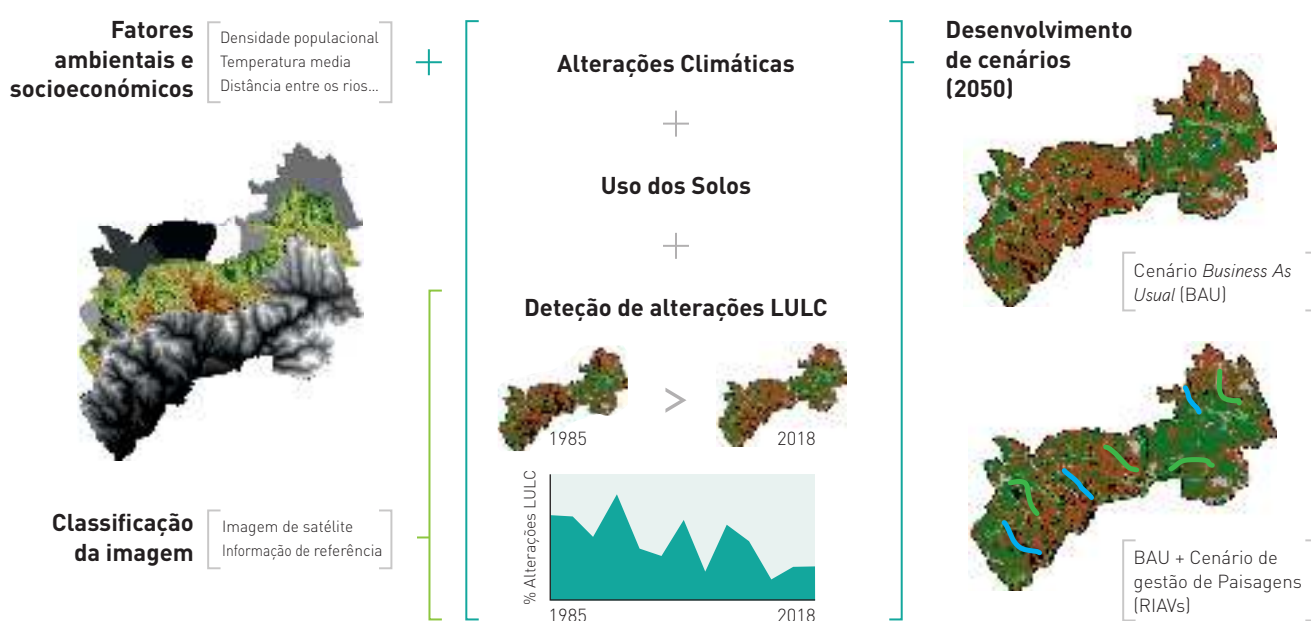 Fatores
ambientais e
socioeconómicos
Densidade populacional
Temperatura media
Distância entre os rios...
+
Classificação
da imagem
Imagem de satélite
Informação de referência
Alterações Climáticas
+
Uso dos Solos
+
Deteção de alterações LULC
1985
>
2018
% Alterações LULC
1985
2018
Desenvolvimento
de cenários
(2050)
Cenário Business As
Usual (BAU)
BAU + Cenário de
gestão de Paisagens
(RIAVs)